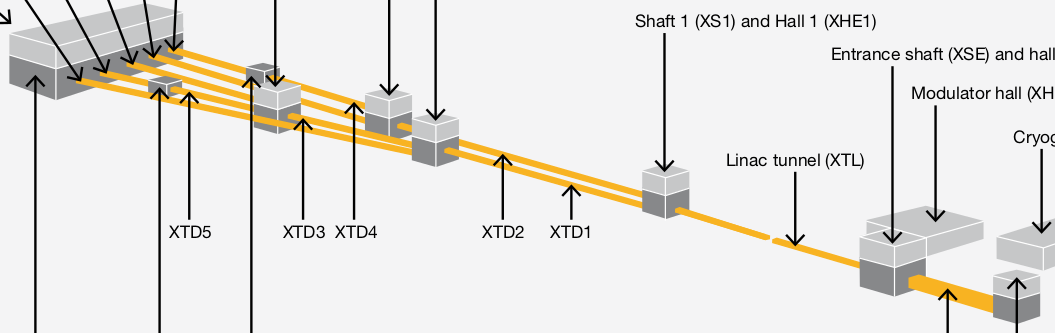 Shaft 1 (XS1) and Hall 1 (XHE1)
Entrance shaft (XSE) and hall
Modulator hall (XH
Cryog
Linac tunnel (XTL)
XTD5
XTD3
XTD4
XTD2
XTD1